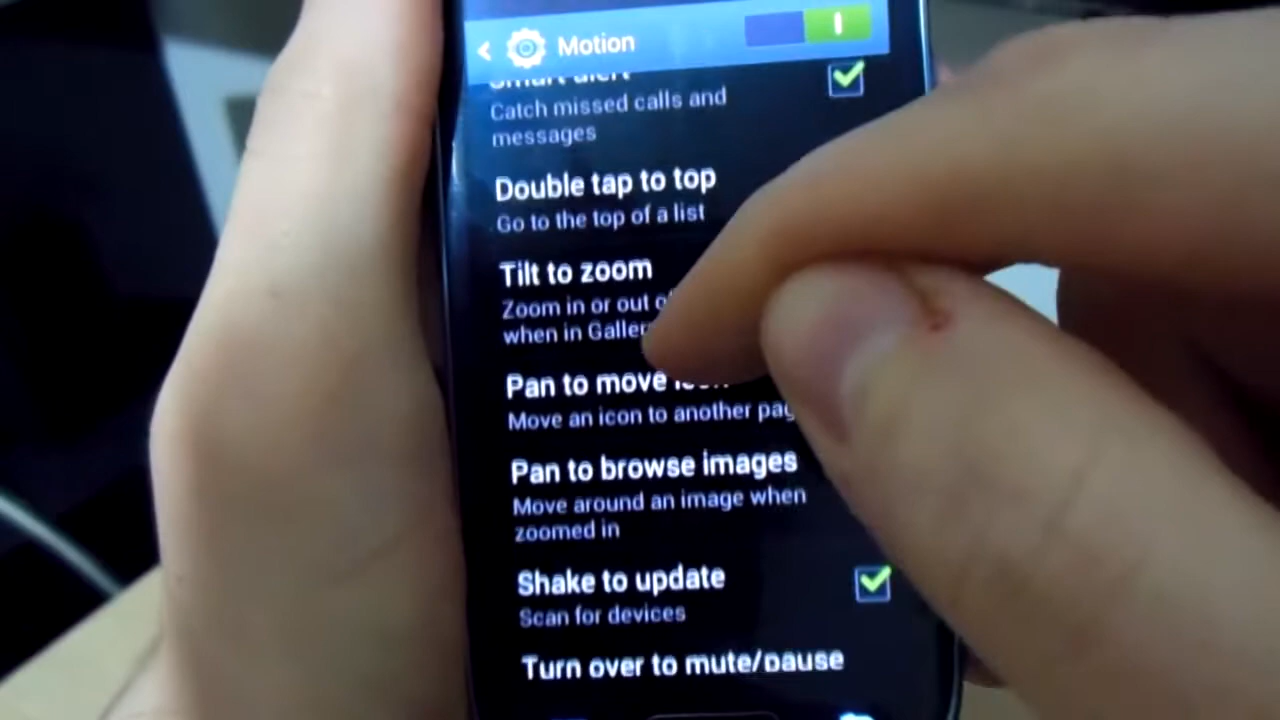 Motion
Smart alert
Catch missed calls and
messages
Double tap to top
Go to the top of a list
Tilt to zoom
Zoom in or out
when in
Pan to move
Move an icon to another
Pan to browse images
Move around an image when
zoomed in
Shake to update
Scan for devices
Turn over to mute/pause